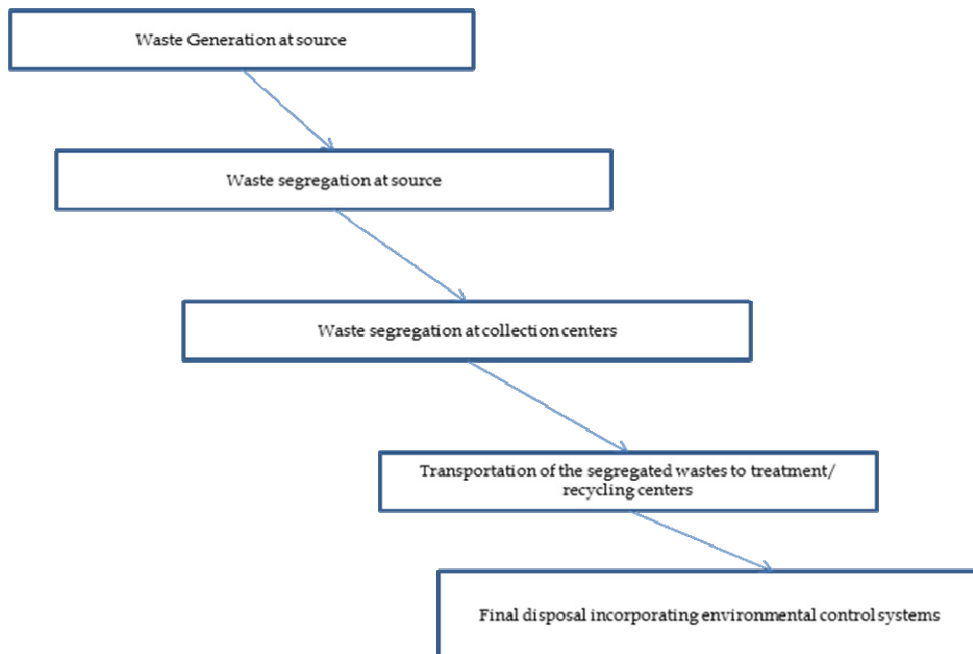 Waste Generation at source
Waste segregation at source
Waste segregation at collection centers
Transportation of the segregated wastes to treatment/
recycling centers
Final disposal incorporating environmental control systems